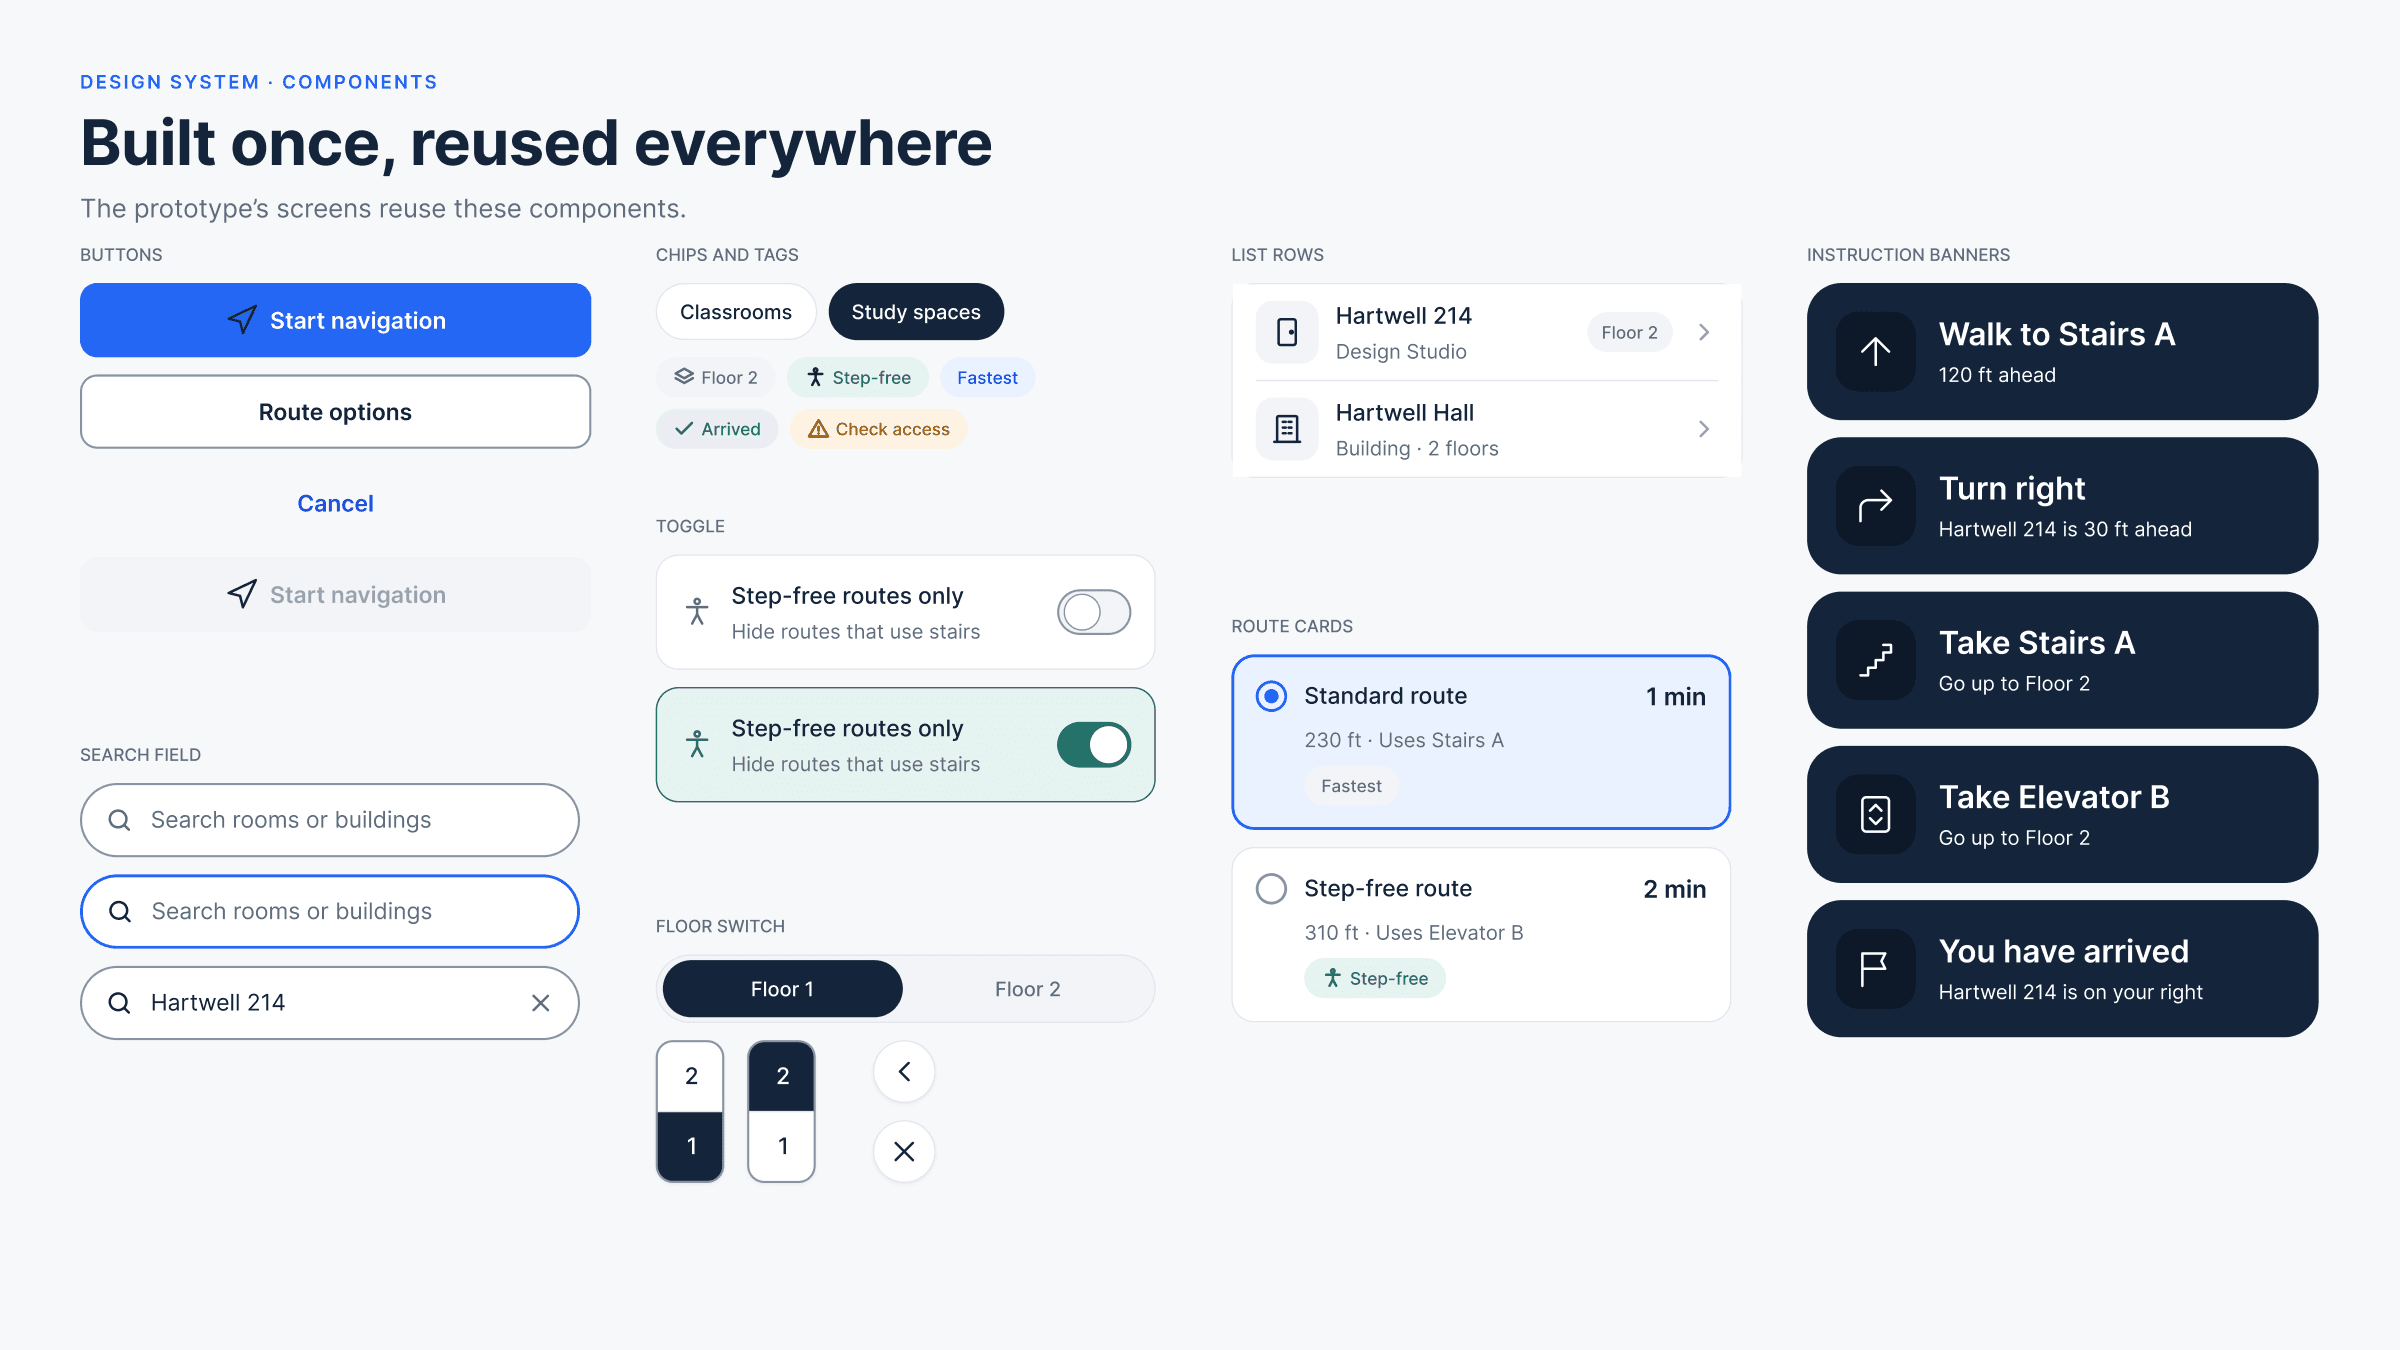 DESIGN SYSTEM · COMPONENTS
Built once, reused everywhere
The prototype’s screens reuse these components.
BUTTONS
Start navigation
Route options
Cancel
Start navigation
SEARCH FIELD
Search rooms or buildings
Search rooms or buildings
Hartwell 214
CHIPS AND TAGS
Classrooms
Study spaces
Floor 2
Step-free
Fastest
Arrived
Check access
TOGGLE
Step-free routes only
Hide routes that use stairs
Step-free routes only
Hide routes that use stairs
FLOOR SWITCH
Floor 1
Floor 2
2
2
1
1
LIST ROWS
Hartwell 214
Design Studio
Floor 2
Hartwell Hall
Building · 2 floors
ROUTE CARDS
Standard route
1 min
230 ft · Uses Stairs A
Fastest
Step-free route
2 min
310 ft · Uses Elevator B
Step-free
INSTRUCTION BANNERS
Walk to Stairs A
120 ft ahead
Turn right
Hartwell 214 is 30 ft ahead
Take Stairs A
Go up to Floor 2
Take Elevator B
Go up to Floor 2
You have arrived
Hartwell 214 is on your right